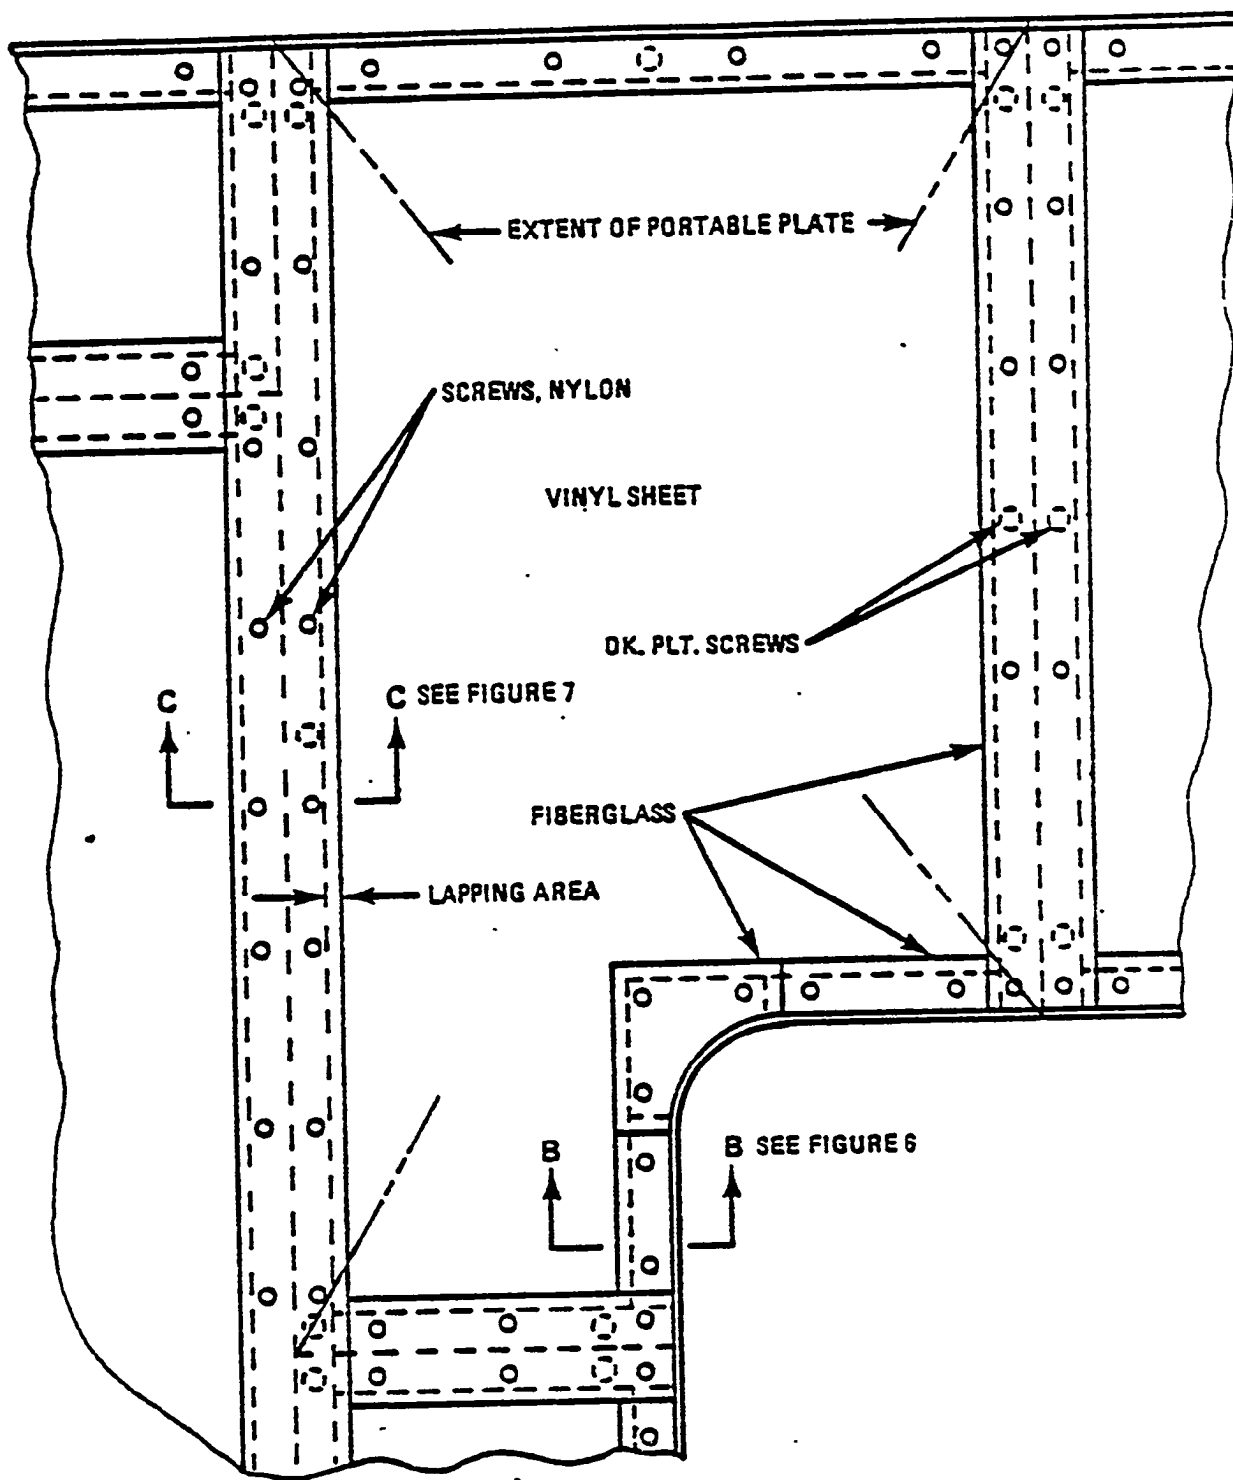 EXTENT OF PORTABLE PLATE
SCREWS, NYLON
VINYL SHEET
DK. PLT. SCREWS
C
C SEE FIGURE 7
FIBERGLASS
LAPPING AREA
B
B SEE FIGURE 6